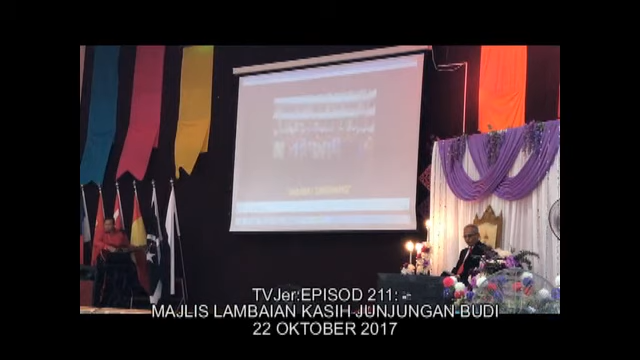 TVJer:EPISOD 211:
MAJLIS LAMBAIAN KASIH JUNJUNGAN BUDI
22 OKTOBER 2017